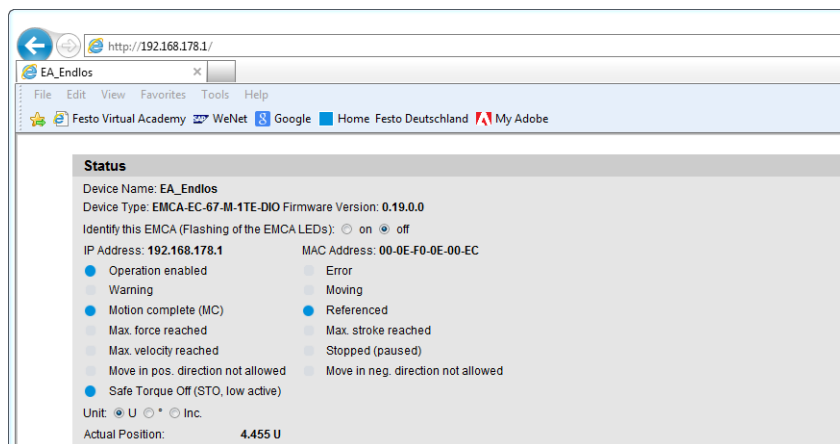 http://192.168.178.1/
EA_Endlos
File Edit View Favorites Tools Help
Festo Virtual Academy WeNet Google Home Festo Deutschland My Adobe
Status
Device Name: EA_Endlos
Device Type: EMCA-EC-67-M-1TE-DIO Firmware Version: 0.19.0.0
Identify this EMCA (Flashing of the EMCA LEDs): on off
IP Address: 192.168.178.1 MAC Address: 00-0E-F0-0E-00-EC
Operation enabled Error
Warning Moving
Motion complete (MC) Referenced
Max. force reached Max. stroke reached
Max. velocity reached Stopped (paused)
Move in pos. direction not allowed Move in neg. direction not allowed
Safe Torque Off (STO, low active)
Unit: U ° Inc.
Actual Position: 4.455 U